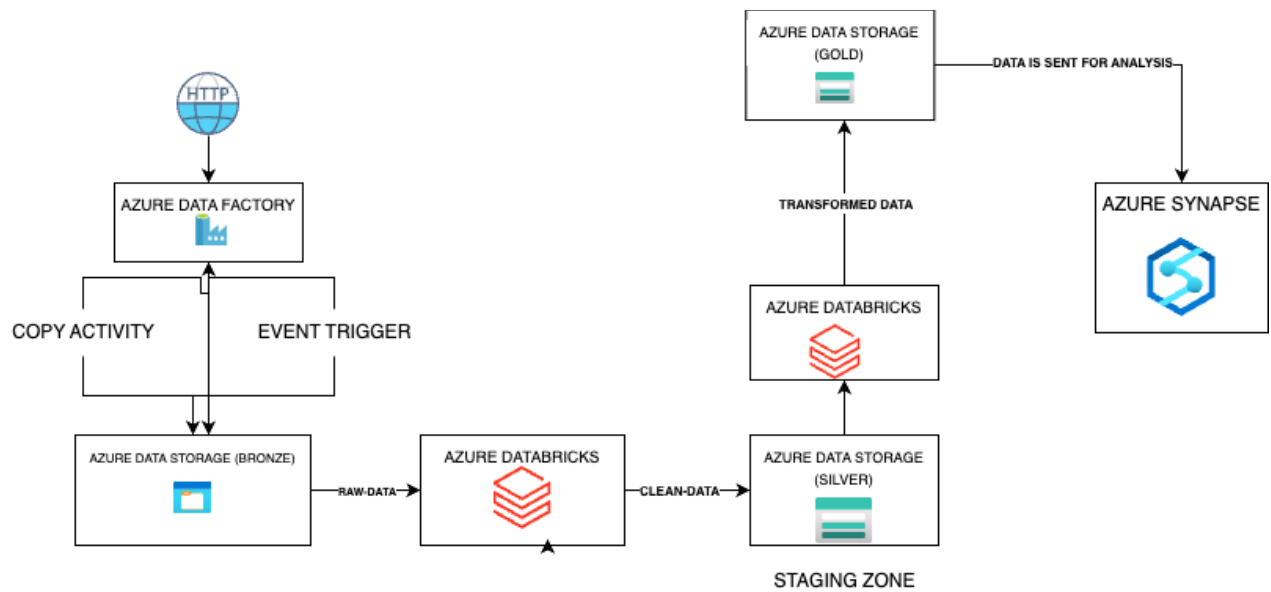 HTTP
AZURE DATA FACTORY
COPY ACTIVITY
EVENT TRIGGER
AZURE DATA STORAGE (BRONZE)
RAW-DATA
AZURE DATABRICKS
CLEAN-DATA
AZURE DATA STORAGE
(SILVER)
STAGING ZONE
AZURE DATABRICKS
TRANSFORMED DATA
AZURE DATA STORAGE
(GOLD)
DATA IS SENT FOR ANALYSIS
AZURE SYNAPSE